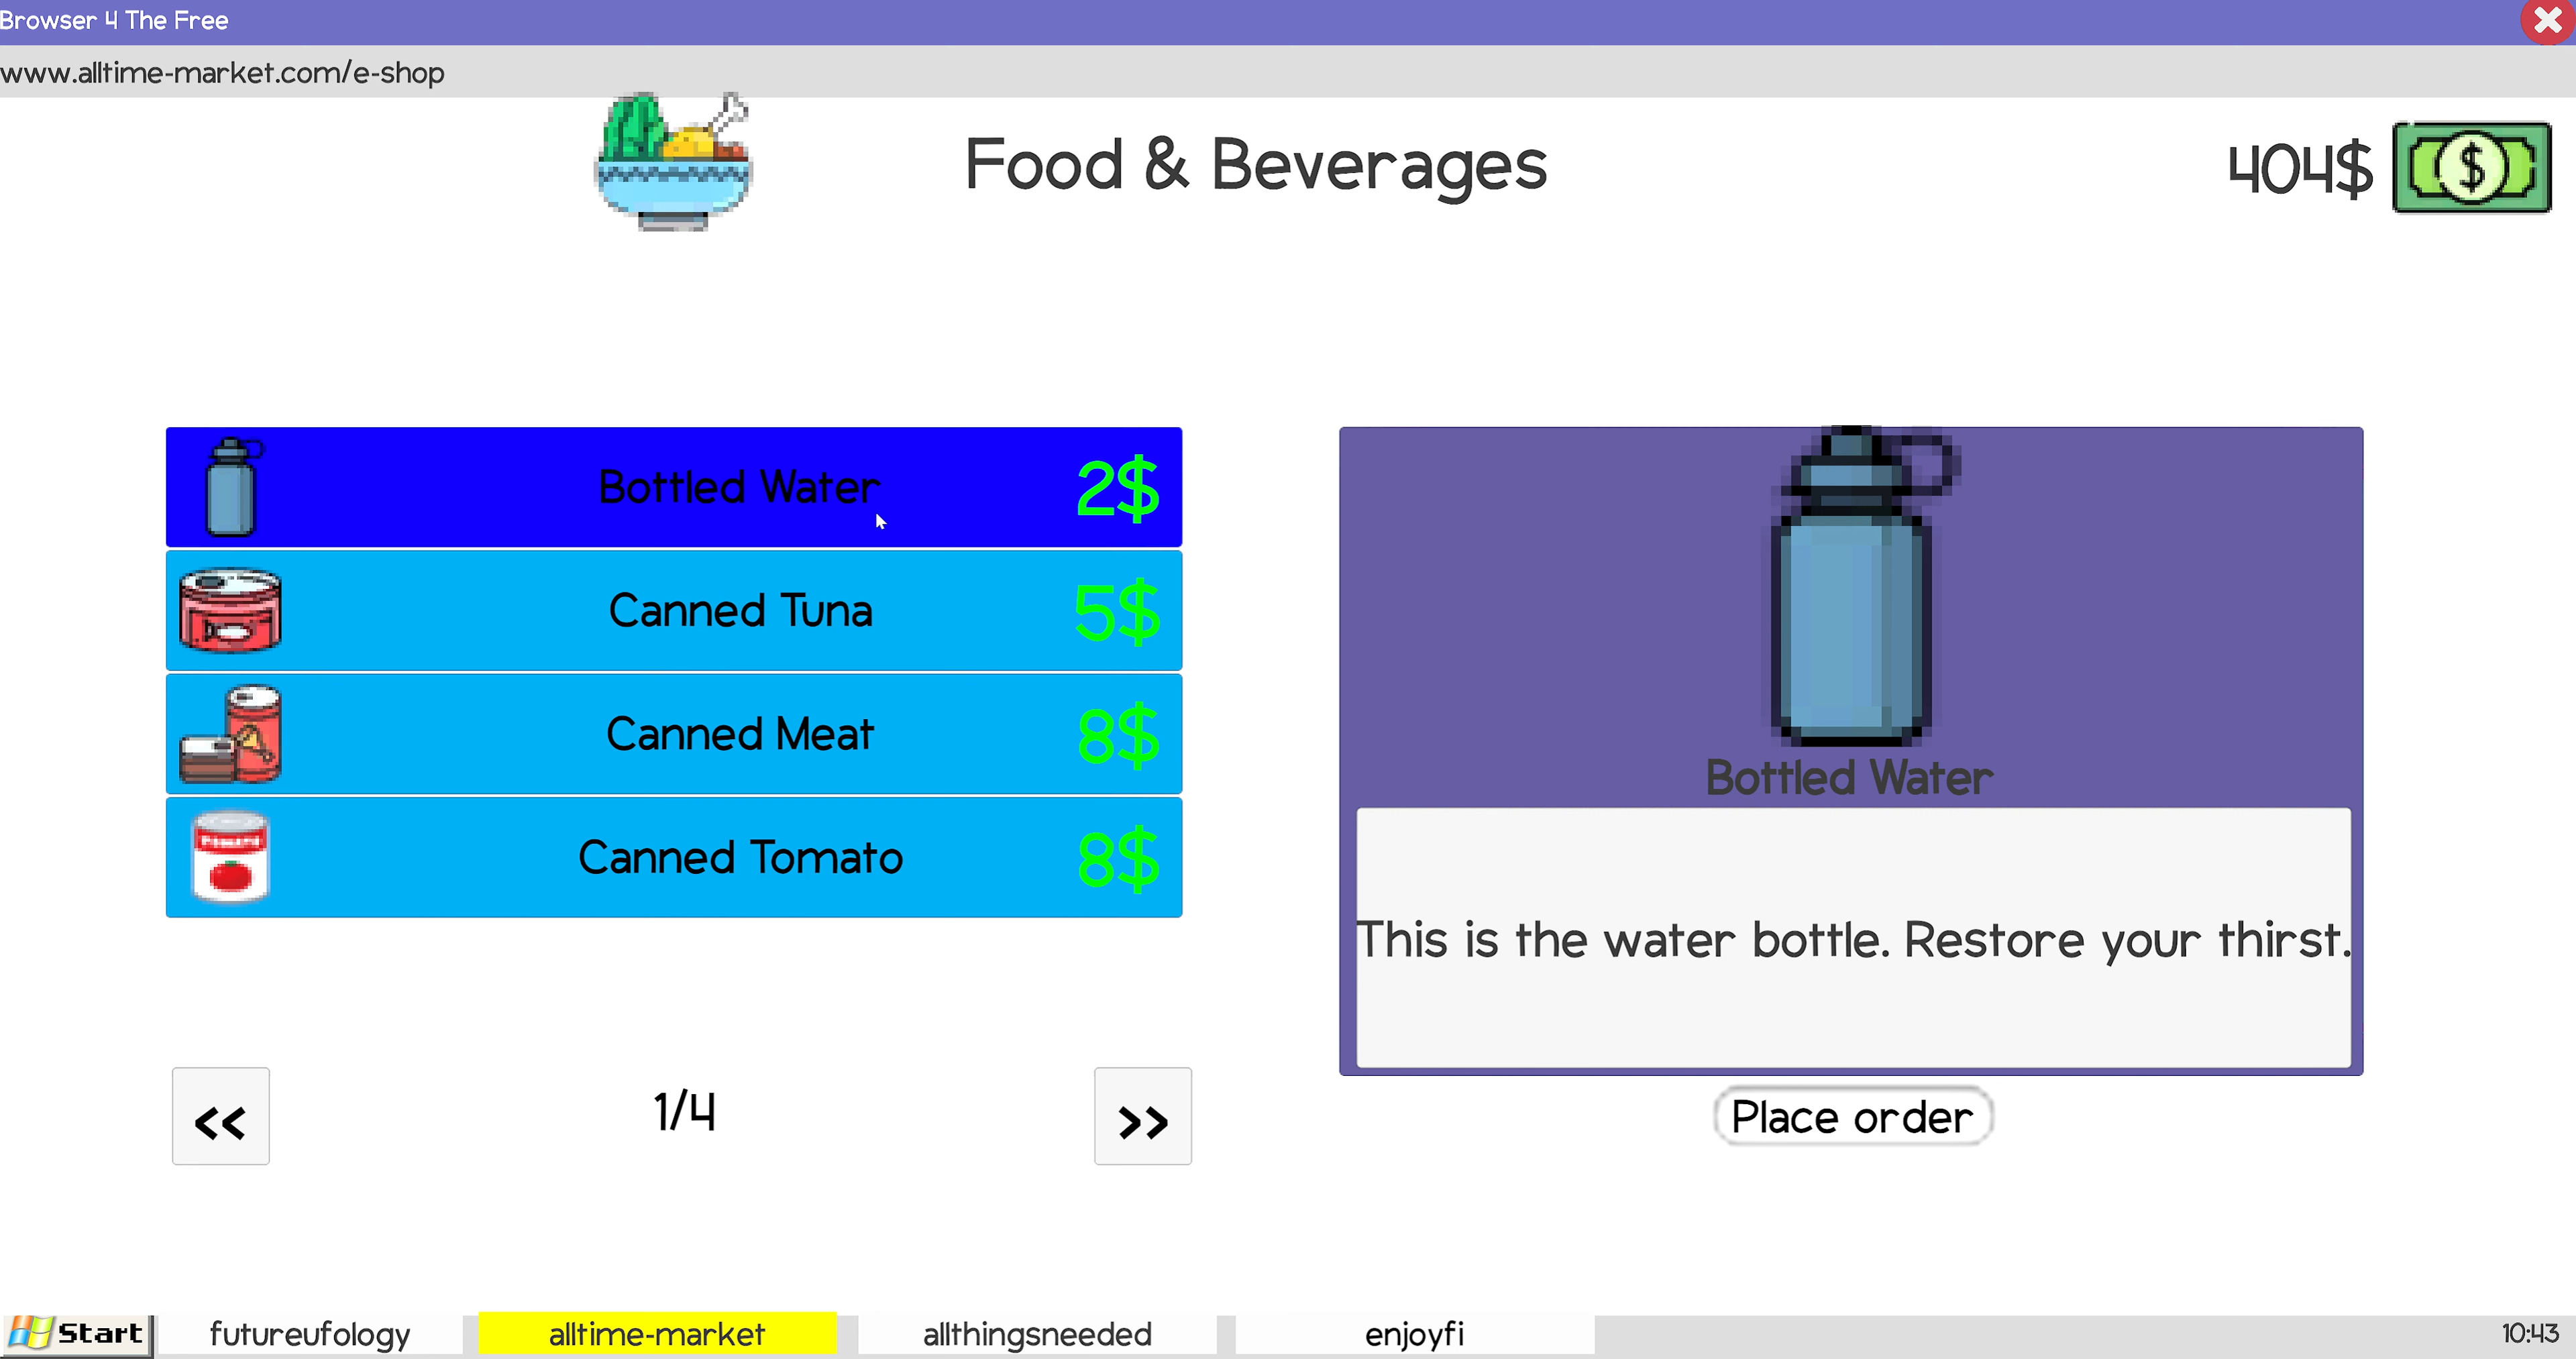 Browser 4 The Free
www.alltime-market.com/e-shop
Food & Beverages
404$
Bottled Water 2$
Canned Tuna 5$
Canned Meat 8$
Canned Tomato 8$
Bottled Water
This is the water bottle. Restore your thirst.
<< 1/4 >>
Place order
Start futureufology alltime-market allthingsneeded enjoyfi 10:43